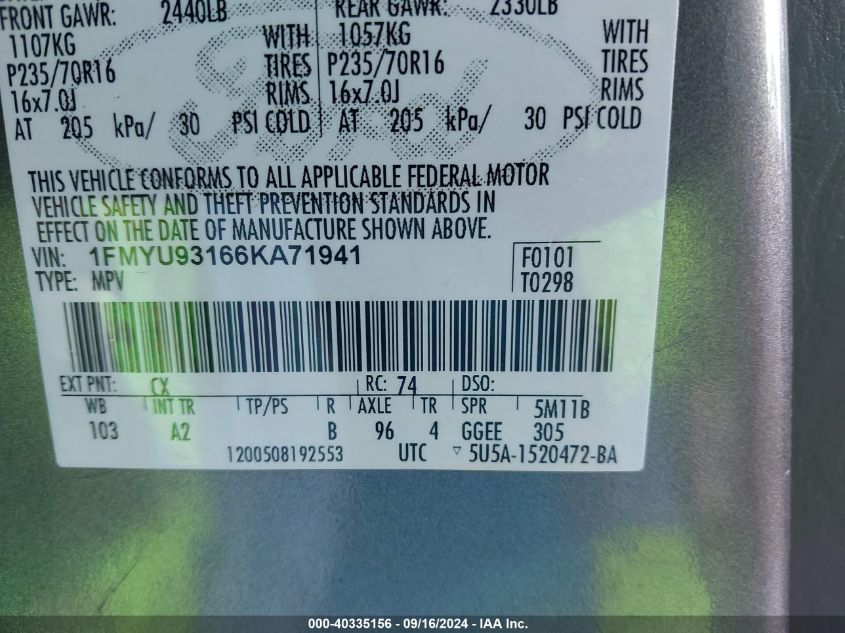 FRONT GAWR: 2440LB REAR GAWR: 2330LB
1107KG WITH 1057KG WITH
P235/70R16 TIRES P235/70R16 TIRES
16x7.0J RIMS 16x7.0J RIMS
AT 205 kPa/ 30 PSI COLD AT 205 kPa/ 30 PSI COLD
THIS VEHICLE CONFORMS TO ALL APPLICABLE FEDERAL MOTOR
VEHICLE SAFETY AND THEFT PREVENTION STANDARDS IN
EFFECT ON THE DATE OF MANUFACTURE SHOWN ABOVE.
VIN: 1FMYU93166KA71941 F0101
TYPE: MPV T0298
EXT PNT: CX RC: 74 DSO:
WB INT TR TP/PS R AXLE TR SPR 5M11B
103 A2 B 96 4 GGEE 305
1200508192553 UTC ▽ 5U5A-1520472-BA
000-40335156 - 09/16/2024 - IAA Inc.